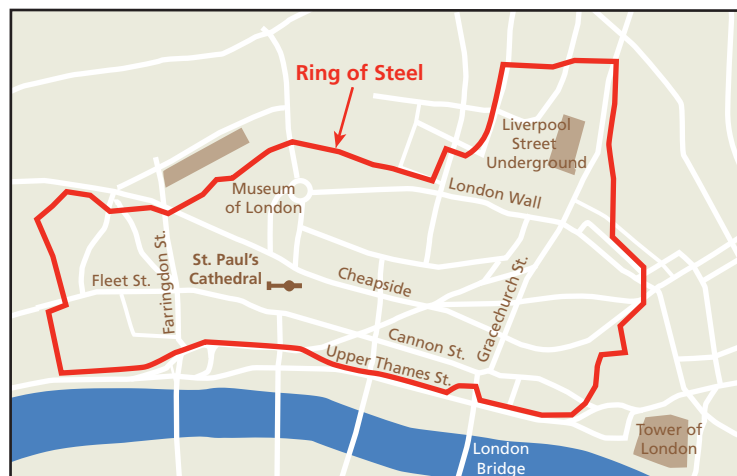 Ring of Steel
Liverpool
Street
Underground
Museum
of London
London Wall
St. Paul's
Cathedral
Farringdon St.
Fleet St.
Cheapside
Gracechurch St.
Cannon St.
Upper Thames St.
Tower of
London
London
Bridge